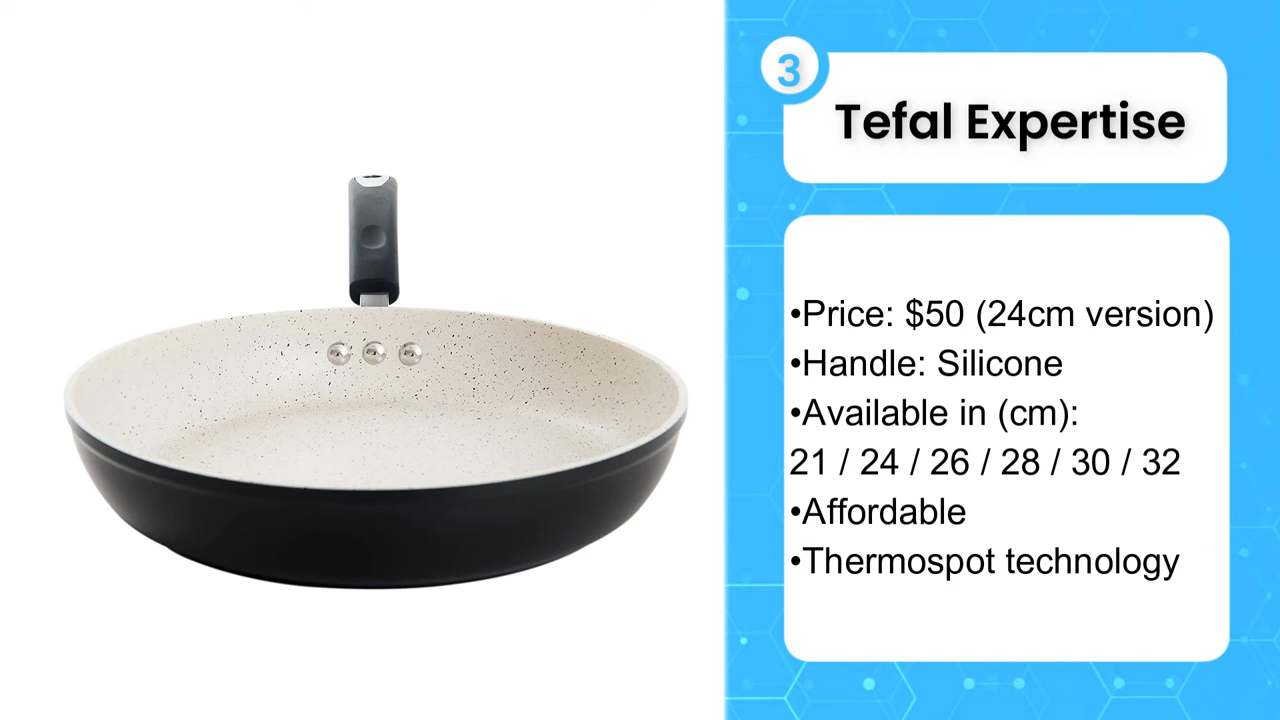 3
Tefal Expertise
•Price: $50 (24cm version)
•Handle: Silicone
•Available in (cm):
21 / 24 / 26 / 28 / 30 / 32
•Affordable
•Thermospot technology